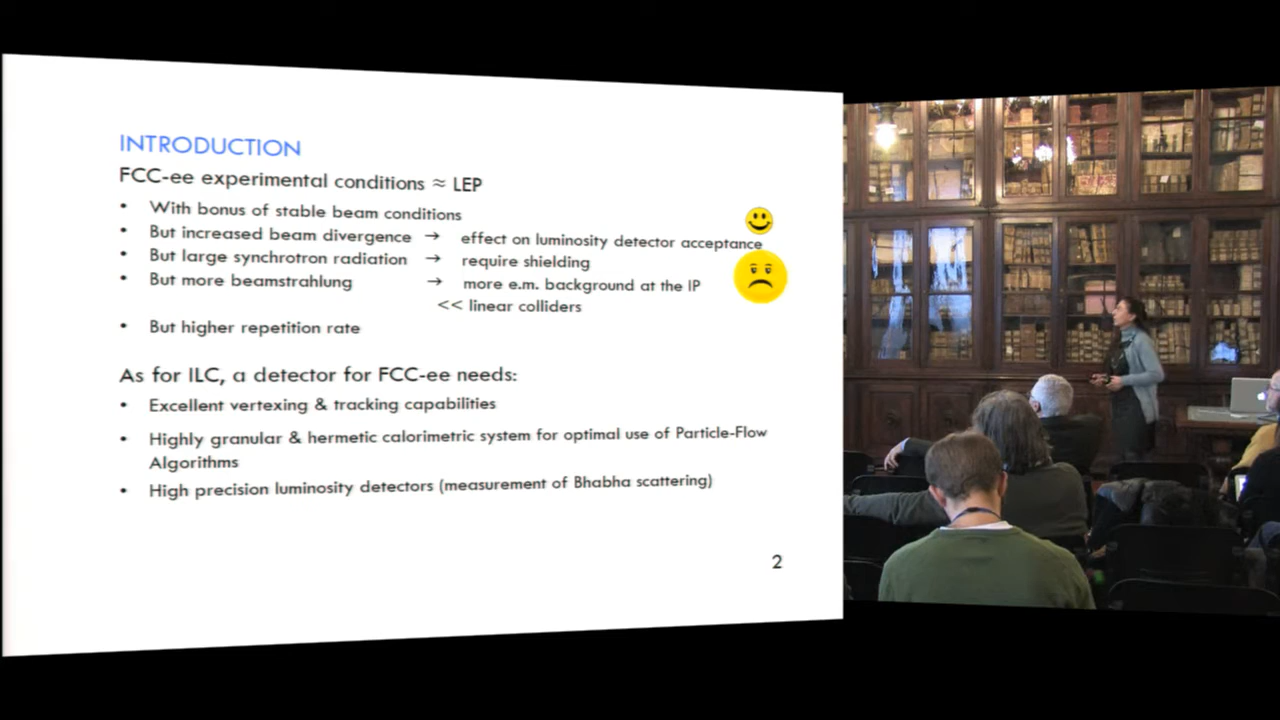 INTRODUCTION
FCC-ee experimental conditions ≈ LEP
• With bonus of stable beam conditions
• But increased beam divergence → effect on luminosity detector acceptance
• But large synchrotron radiation → require shielding
• But more beamstrahlung → more e.m. background at the IP
<< linear colliders
• But higher repetition rate
As for ILC, a detector for FCC-ee needs:
• Excellent vertexing & tracking capabilities
• Highly granular & hermetic calorimetric system for optimal use of Particle-Flow
Algorithms
• High precision luminosity detectors (measurement of Bhabha scattering)
2